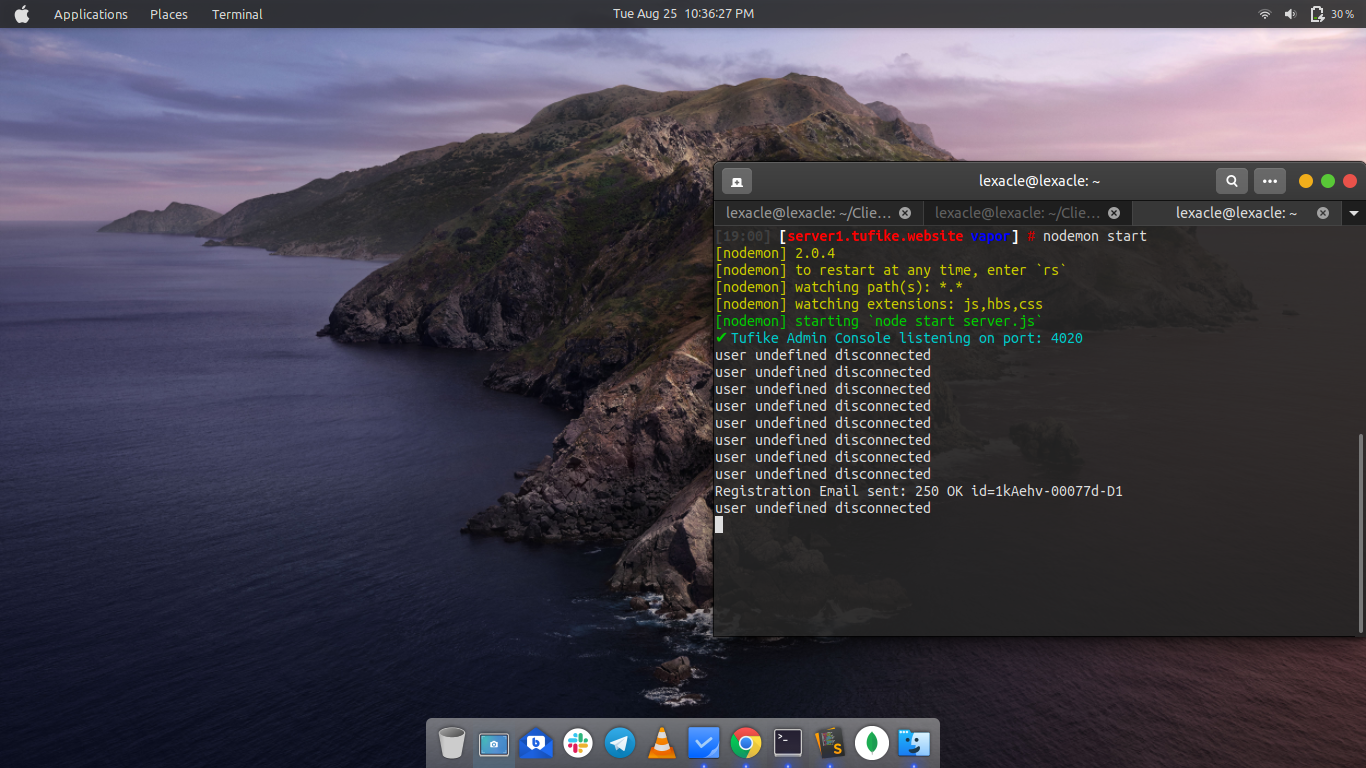 Applications Places Terminal Tue Aug 25 10:36:27 PM 30 %
lexacle@lexacle: ~
lexacle@lexacle: ~/Clie... lexacle@lexacle: ~/Clie... lexacle@lexacle: ~
[19:00] [server1.tufike.website vapor] # nodemon start
[nodemon] 2.0.4
[nodemon] to restart at any time, enter `rs`
[nodemon] watching path(s): *.*
[nodemon] watching extensions: js,hbs,css
[nodemon] starting `node start server.js`
✔ Tufike Admin Console listening on port: 4020
user undefined disconnected
user undefined disconnected
user undefined disconnected
user undefined disconnected
user undefined disconnected
user undefined disconnected
user undefined disconnected
user undefined disconnected
Registration Email sent: 250 OK id=1kAehv-00077d-D1
user undefined disconnected